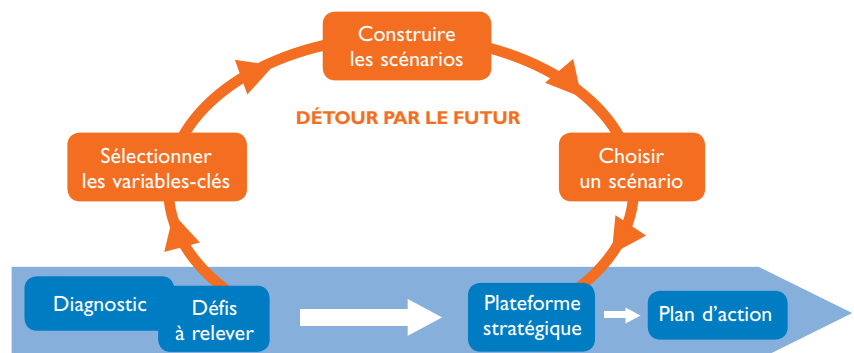 Construire
les scénarios
DÉTOUR PAR LE FUTUR
Sélectionner
les variables-clés
Choisir
un scénario
Diagnostic
Défis
à relever
Plateforme
stratégique
Plan d’action